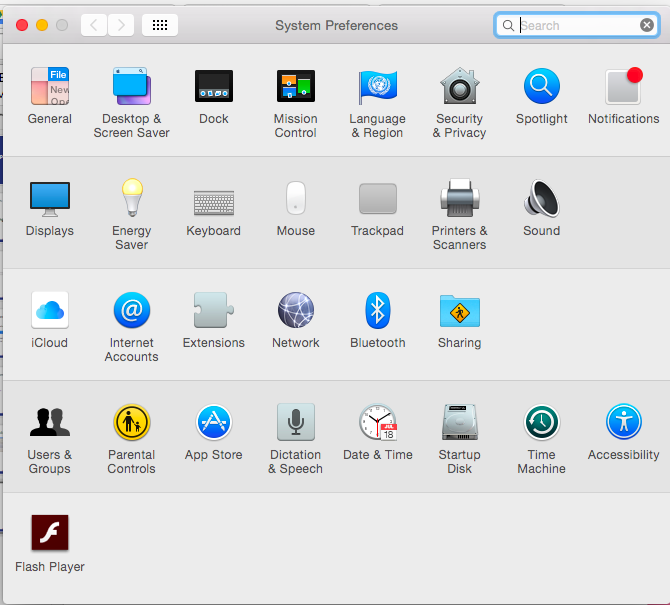 System Preferences
Search
File
New
Ope
General
Desktop &
Screen Saver
Dock
Mission
Control
Language
& Region
Security
& Privacy
Spotlight
Notifications
Displays
Energy
Saver
Keyboard
Mouse
Trackpad
Printers &
Scanners
Sound
iCloud
@
Internet
Accounts
Extensions
Network
Bluetooth
Sharing
Users &
Groups
Parental
Controls
App Store
Dictation
& Speech
JUL
18
Date & Time
Startup
Disk
Time
Machine
Accessibility
Flash Player